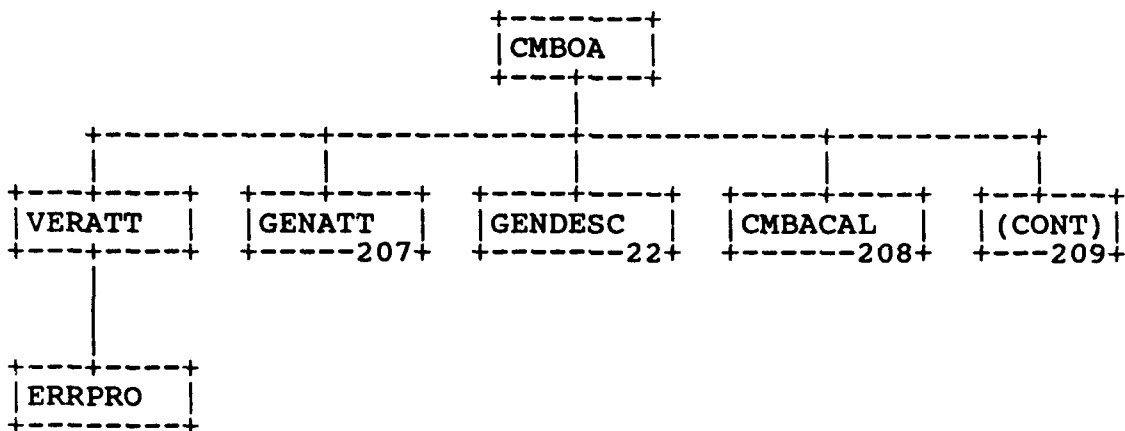 CMBOA
VERATT GENATT GENDESC CMBACAL (CONT)
207 22 208 209
ERRPRO